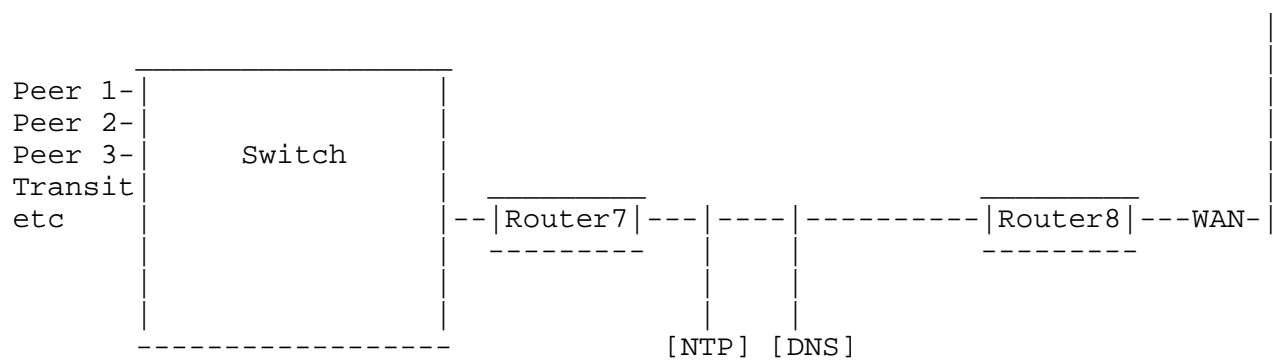 Peer 1-
Peer 2-
Peer 3- Switch
Transit
etc --|Router7|---|----|----------|Router8|---WAN-|
[NTP] [DNS]